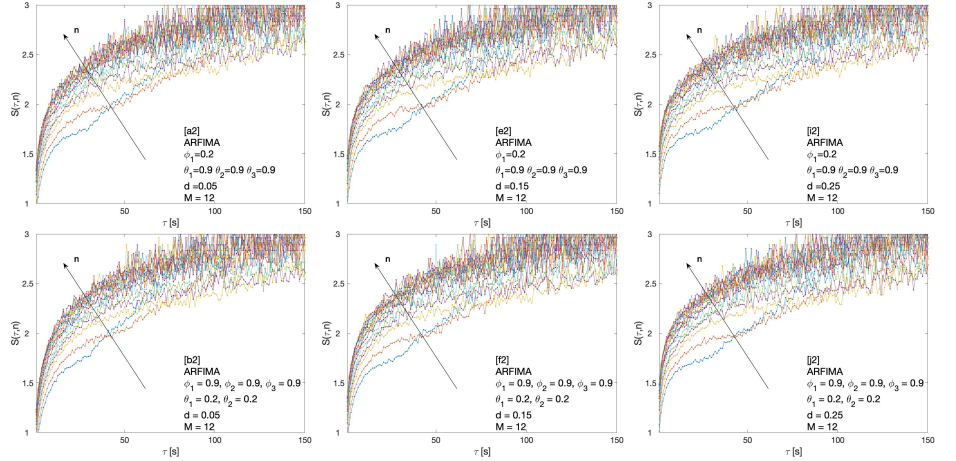 3
2.5
2
1.5
1
S(τ,n)
n
[a2]
ARFIMA
ϕ₁=0.2
θ₁=0.9 θ₂=0.9 θ₃=0.9
d =0.05
M = 12
50
100
150
τ [s]
3
2.5
2
1.5
1
S(τ,n)
n
[e2]
ARFIMA
ϕ₁=0.2
θ₁=0.9 θ₂=0.9 θ₃=0.9
d =0.15
M = 12
50
100
150
τ [s]
3
2.5
2
1.5
1
S(τ,n)
n
[i2]
ARFIMA
ϕ₁=0.2
θ₁=0.9 θ₂=0.9 θ₃=0.9
d =0.25
M = 12
50
100
150
τ [s]
3
2.5
2
1.5
1
S(τ,n)
n
[b2]
ARFIMA
ϕ₁ = 0.9, ϕ₂ = 0.9, ϕ₃ = 0.9
θ₁ = 0.2, θ₂ = 0.2
d = 0.05
M = 12
50
100
150
τ [s]
3
2.5
2
1.5
1
S(τ,n)
n
[f2]
ARFIMA
ϕ₁ = 0.9, ϕ₂ = 0.9, ϕ₃ = 0.9
θ₁ = 0.2, θ₂ = 0.2
d = 0.15
M = 12
50
100
150
τ [s]
3
2.5
2
1.5
1
S(τ,n)
n
[j2]
ARFIMA
ϕ₁ = 0.9, ϕ₂ = 0.9, ϕ₃ = 0.9
θ₁ = 0.2, θ₂ = 0.2
d = 0.25
M = 12
50
100
150
τ [s]